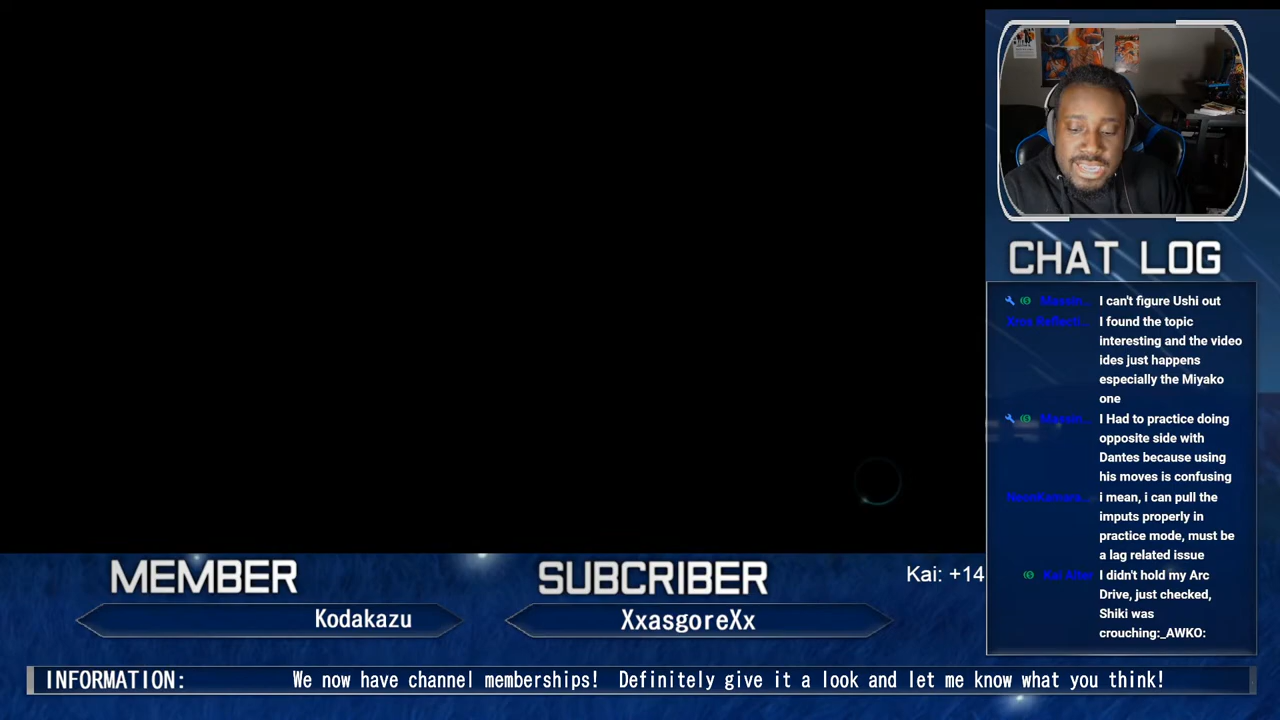 CHAT LOG
I can't figure Ushi out
I found the topic
interesting and the video
ides just happens
especially the Miyako
one
I Had to practice doing
opposite side with
Dantes because using
his moves is confusing
i mean, i can pull the
imputs properly in
practice mode, must be
a lag related issue
Kai Alter I didn't hold my Arc
Drive, just checked,
Shiki was
crouching:_AWKO:
MEMBER
Kodakazu
SUBCRIBER
XxasgoreXx
Kai: +14
INFORMATION: We now have channel memberships! Definitely give it a look and let me know what you think!